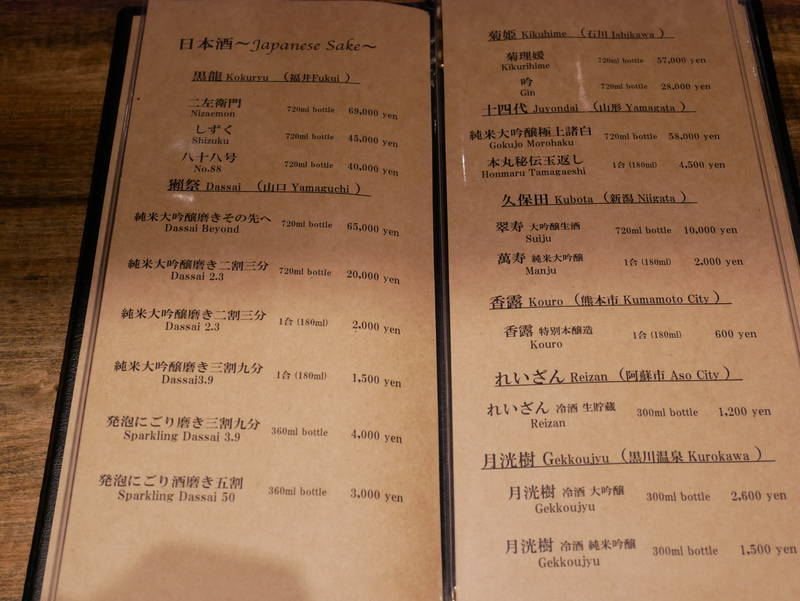 日本酒～Japanese Sake～
黒龍 Kokuryu （福井Fukui ）
二左衛門 720ml bottle 69,000 yen
Nizaemon
しずく 720ml bottle 45,000 yen
Shizuku
八十八号 720ml bottle 40,000 yen
No.88
獺祭 Dassai （山口 Yamaguchi ）
純米大吟醸磨きその先へ 720ml bottle 65,000 yen
Dassai Beyond
純米大吟醸磨き二割三分 720ml bottle 20,000 yen
Dassai 2.3
純米大吟醸磨き二割三分 1合 (180ml) 2,000 yen
Dassai 2.3
純米大吟醸磨き三割九分 1合 (180ml) 1,500 yen
Dassai3.9
発泡にごり磨き三割九分 360ml bottle 4,000 yen
Sparkling Dassai 3.9
発泡にごり酒磨き五割 360ml bottle 3,000 yen
Sparkling Dassai 50
菊姫 Kikuhime （石川 Ishikawa ）
菊理媛 720ml bottle 57,000 yen
Kikurihime
吟 720ml bottle 28,000 yen
Gin
十四代 Juyondai （山形 Yamagata ）
純米大吟醸極上諸白 720ml bottle 58,000 yen
Gokujo Morohaku
本丸秘伝玉返し 1合 (180ml) 4,500 yen
Honmaru Tamagaeshi
久保田 Kubota （新潟 Niigata ）
翠寿 大吟醸生酒 720ml bottle 10,000 yen
Suiju
萬寿 純米大吟醸 1合 (180ml) 2,000 yen
Manju
香露 Kouro （熊本市 Kumamoto City ）
香露 特別本醸造 1合 (180ml) 600 yen
Kouro
れいざん Reizan （阿蘇市 Aso City ）
れいざん 冷酒 生貯蔵 300ml bottle 1,200 yen
Reizan
月洸樹 Gekkoujyu （黒川温泉 Kurokawa ）
月洸樹 冷酒 大吟醸 300ml bottle 2,600 yen
Gekkoujyu
月洸樹 冷酒 純米吟醸 300ml bottle 1,500 yen
Gekkoujyu